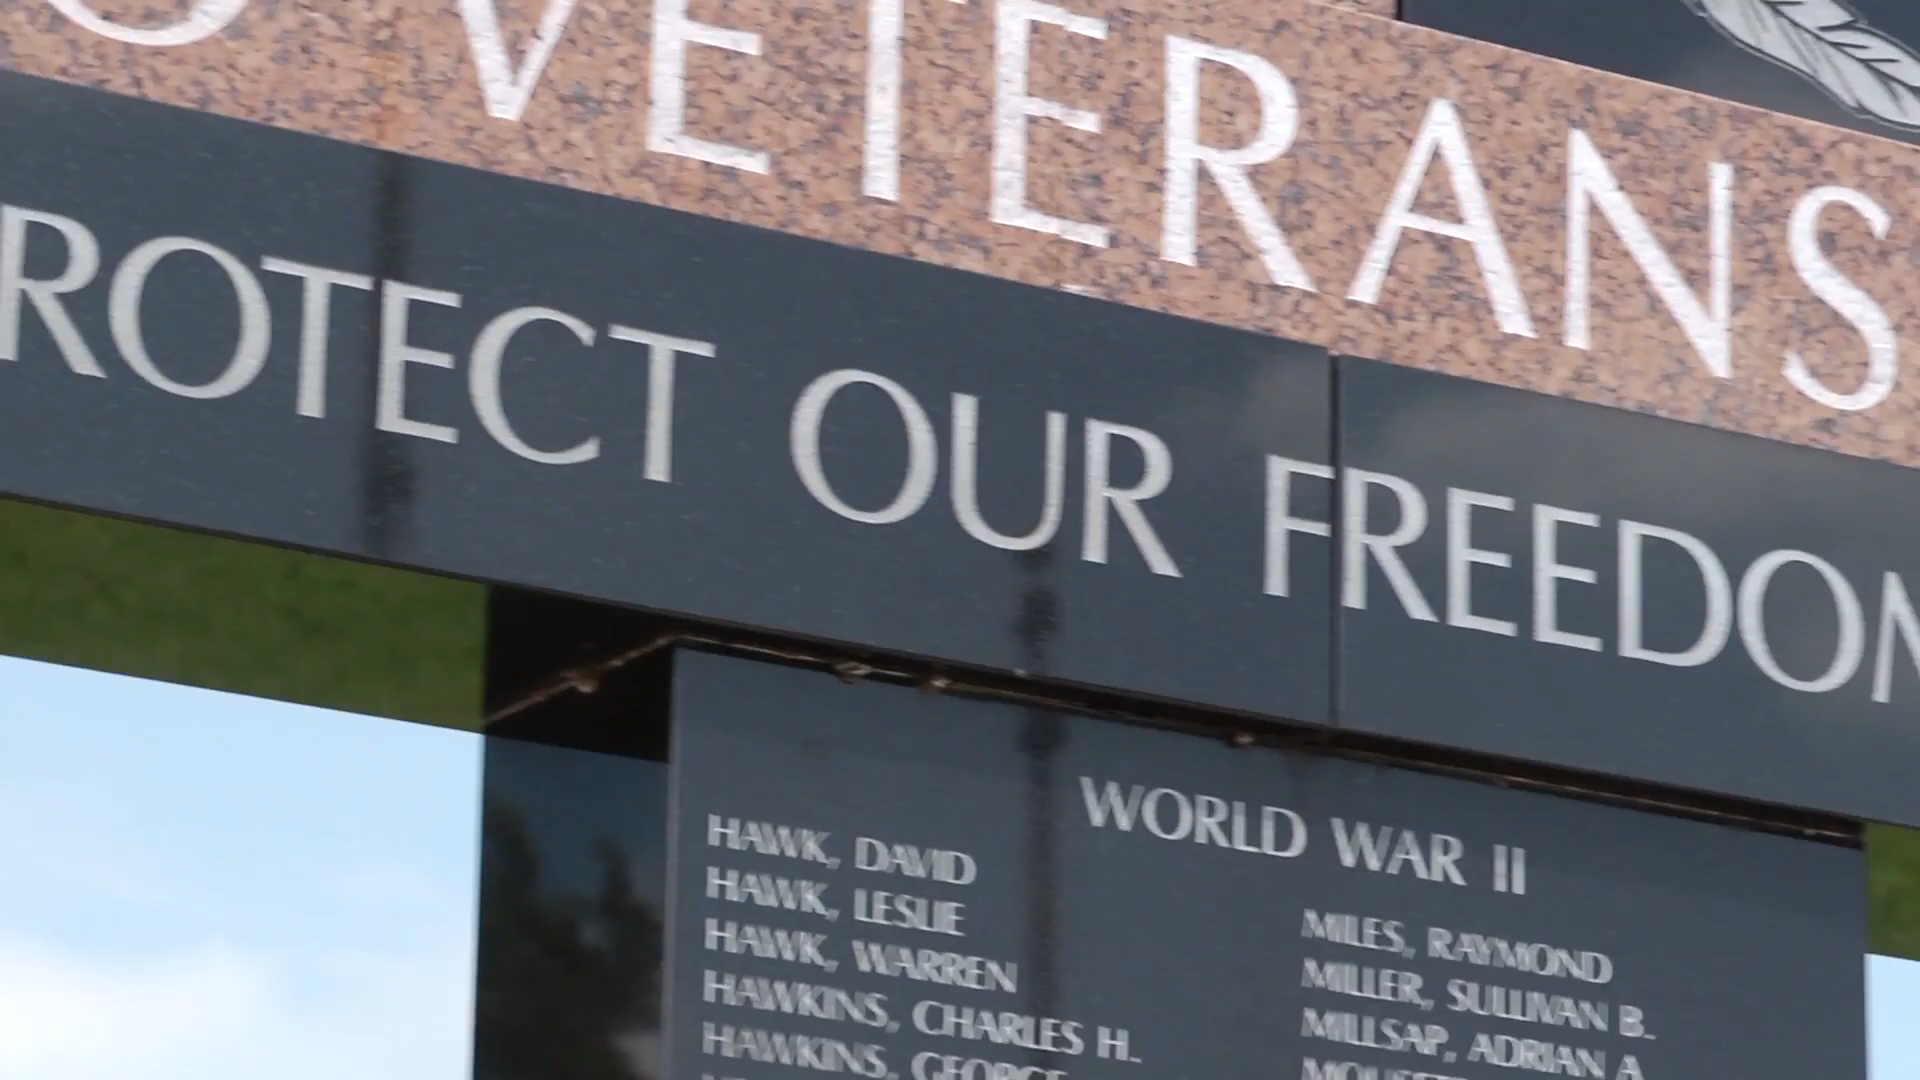 O VETERANS
ROTECT OUR FREEDOM
WORLD WAR II
HAWK, DAVID
HAWK, LESLIE
HAWK, WARREN
HAWKINS, CHARLES H.
HAWKINS, GEORGE
MILES, RAYMOND
MILLER, SULLIVAN B.
MILLSAP, ADRIAN A